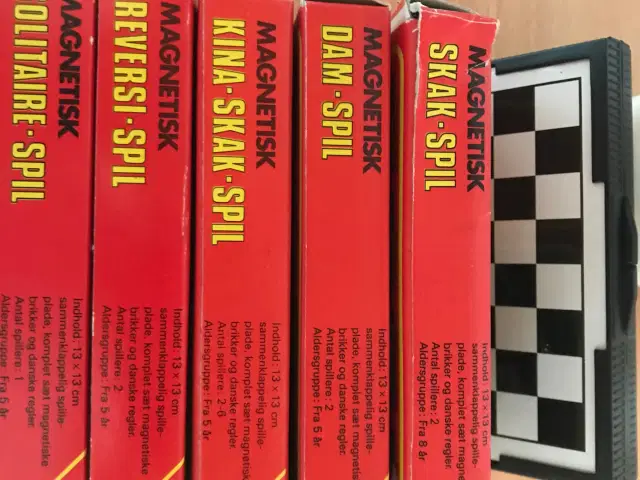 MAGNETISK
OLITAIRE·SPIL
Indhold: 13 x 13 cm
sammenklappelig spille-
plade, komplet sæt magnetiske
brikker og danske regler.
Antal spillere: 1
Aldersgruppe: Fra 5 år
MAGNETISK
REVERSI·SPIL
Indhold: 13 x 13 cm
sammenklappelig spille-
plade, komplet sæt magnetiske
brikker og danske regler.
Antal spillere: 2
Aldersgruppe: Fra 5 år
MAGNETISK
KINA·SKAK·SPIL
Indhold: 13 x 13 cm
sammenklappelig spille-
plade, komplet sæt magnetiske
brikker og danske regler.
Antal spillere: 2-6
Aldersgruppe: Fra 5 år
MAGNETISK
DAM·SPIL
Indhold: 13 x 13 cm
sammenklappelig spille-
plade, komplet sæt magnetisk
brikker og danske regler.
Antal spillere: 2
Aldersgruppe: Fra 5 år
MAGNETISK
SKAK·SPIL
Indhold: 13 x 13 cm
sammenklappelig spille-
plade, komplet sæt magne
brikker og danske regler.
Antal spillere: 2
Aldersgruppe: Fra 8 år